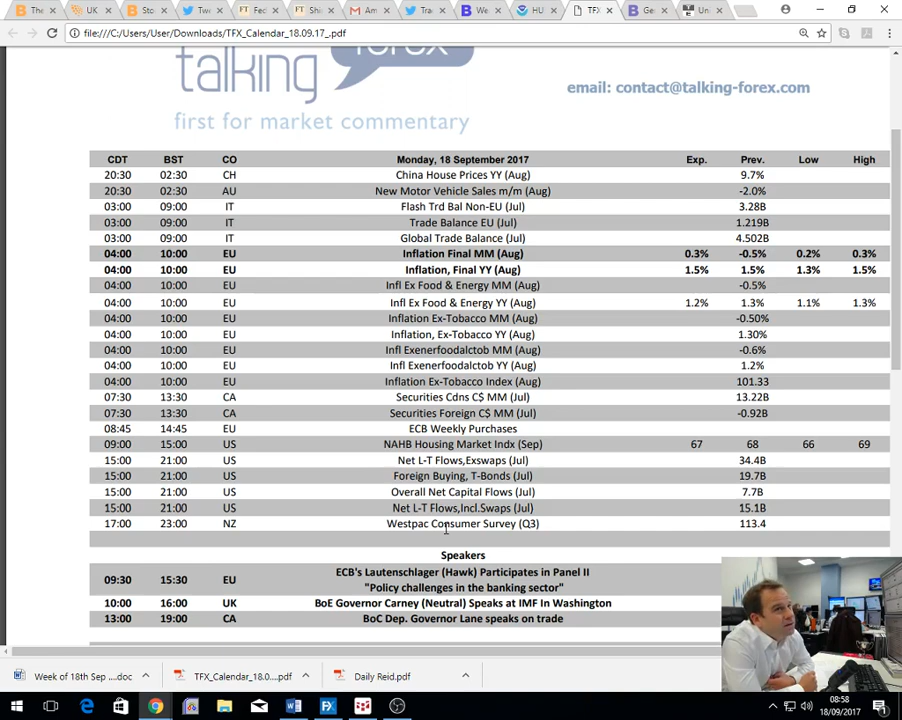 The
UK
Sto
Twi
Fec
Shi
Am
Tra
We
HU
TFX
Ge
Un
file:///C:/Users/User/Downloads/TFX_Calendar_18.09.17_.pdf
talking forex
first for market commentary
email: contact@talking-forex.com
CDT BST CO Monday, 18 September 2017 Exp. Prev. Low High
20:30 02:30 CH China House Prices YY (Aug) 9.7%
20:30 02:30 AU New Motor Vehicle Sales m/m (Aug) -2.0%
03:00 09:00 IT Flash Trd Bal Non-EU (Jul) 3.28B
03:00 09:00 IT Trade Balance EU (Jul) 1.219B
03:00 09:00 IT Global Trade Balance (Jul) 4.502B
04:00 10:00 EU Inflation Final MM (Aug) 0.3% -0.5% 0.2% 0.3%
04:00 10:00 EU Inflation, Final YY (Aug) 1.5% 1.5% 1.3% 1.5%
04:00 10:00 EU Infl Ex Food & Energy MM (Aug) -0.5%
04:00 10:00 EU Infl Ex Food & Energy YY (Aug) 1.2% 1.3% 1.1% 1.3%
04:00 10:00 EU Inflation Ex-Tobacco MM (Aug) -0.50%
04:00 10:00 EU Inflation, Ex-Tobacco YY (Aug) 1.30%
04:00 10:00 EU Infl Exenerfoodalctob MM (Aug) -0.6%
04:00 10:00 EU Infl Exenerfoodalctob YY (Aug) 1.2%
04:00 10:00 EU Inflation Ex-Tobacco Index (Aug) 101.33
07:30 13:30 CA Securities Cdns C$ MM (Jul) 13.22B
07:30 13:30 CA Securities Foreign C$ MM (Jul) -0.92B
08:45 14:45 EU ECB Weekly Purchases
09:00 15:00 US NAHB Housing Market Indx (Sep) 67 68 66 69
15:00 21:00 US Net L-T Flows,Exswaps (Jul) 34.4B
15:00 21:00 US Foreign Buying, T-Bonds (Jul) 19.7B
15:00 21:00 US Overall Net Capital Flows (Jul) 7.7B
15:00 21:00 US Net L-T Flows,Incl.Swaps (Jul) 15.1B
17:00 23:00 NZ Westpac Consumer Survey (Q3) 113.4
Speakers
09:30 15:30 EU ECB's Lautenschlager (Hawk) Participates in Panel II
"Policy challenges in the banking sector"
10:00 16:00 UK BoE Governor Carney (Neutral) Speaks at IMF In Washington
13:00 19:00 CA BoC Dep. Governor Lane speaks on trade
Week of 18th Sep ....doc
TFX_Calendar_18.0....pdf
Daily Reid.pdf
08:58
18/09/2017